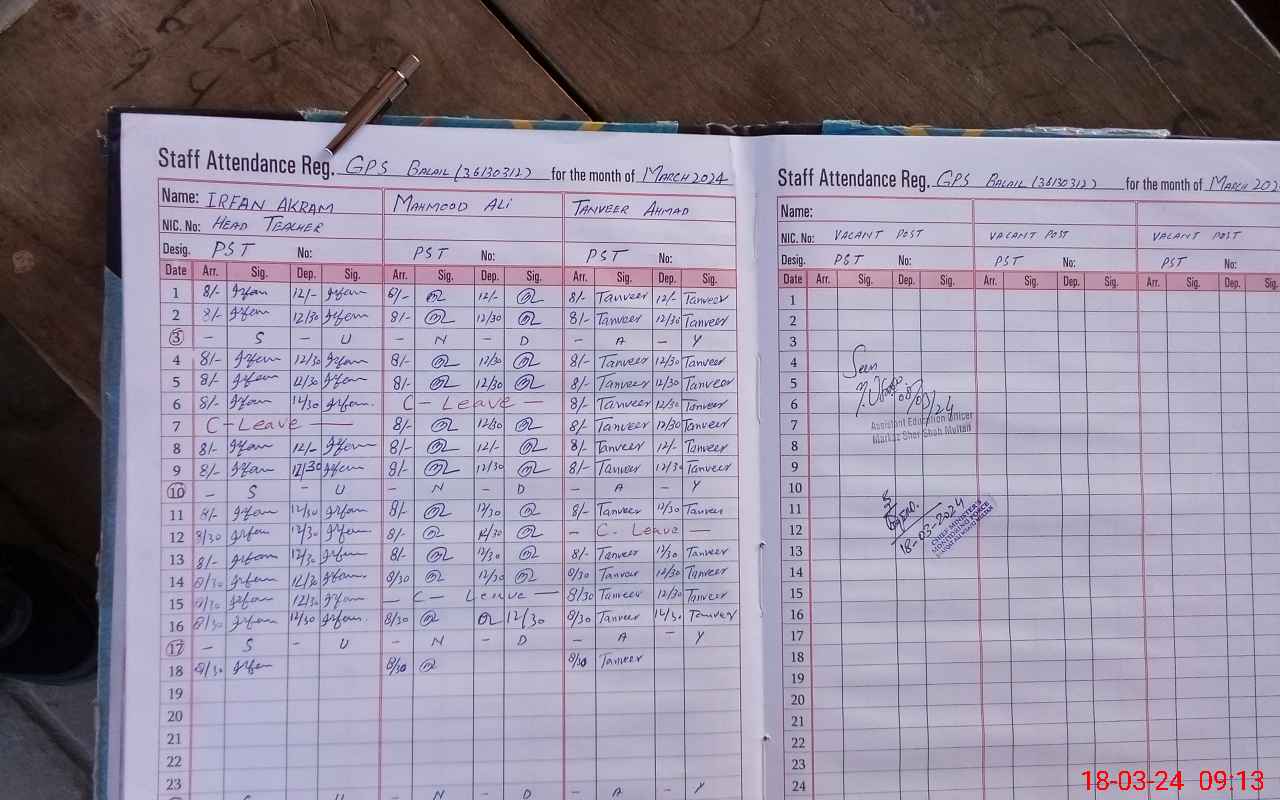 Staff Attendance Reg. GPS BALAIL (36130312) for the month of MARCH 2024
Name: IRFAN AKRAM MAHMOOD ALI TANVEER AHMAD
NIC. No: HEAD TEACHER
Desig. PST No: PST No: PST No:
Date Arr. Sig. Dep. Sig. Arr. Sig. Dep. Sig. Arr. Sig. Dep. Sig.
1 8/- Irfan 12/- Irfan 8/- 12/- 8/- Tanveer 12/- Tanveer
2 8/- Irfan 12/30 Irfan 8/- 12/30 8/- Tanveer 12/30 Tanveer
3 - S - U - N - D - A - Y
4 8/- Irfan 12/30 Irfan 8/- 12/30 8/- Tanveer 12/30 Tanveer
5 8/- Irfan 12/30 Irfan 8/- 12/30 8/- Tanveer 12/30 Tanveer
6 8/- Irfan 12/30 Irfan. C - Leave - 8/- Tanveer 12/30 Tanveer
7 C - Leave - 8/- 12/30 8/- Tanveer 12/30 Tanveer
8 8/- Irfan 12/- Irfan 8/- 12/- 8/- Tanveer 12/- Tanveer
9 8/- Irfan 12/30 Irfan 8/- 12/30 8/- Tanveer 12/30 Tanveer
10 - S - U - N - D - A - Y
11 8/- Irfan 12/30 Irfan 8/- 12/30 8/- Tanveer 12/30 Tanveer
12 8/30 Irfan 12/30 Irfan 8/- 12/30 - C - Leave -
13 8/- Irfan 12/30 Irfan 8/- 12/30 8/- Tanveer 12/30 Tanveer
14 8/30 Irfan 12/30 Irfan. 8/30 12/30 8/30 Tanveer 12/30 Tanveer
15 8/30 Irfan 12/30 Irfan. - C - Leave - 8/30 Tanveer 12/30 Tanveer
16 8/30 Irfan 12/30 Irfan. 8/30 12/30 8/30 Tanveer 12/30 Tanveer
17 - S - U - N - D - A - Y
18 8/30 Irfan 8/30 8/30 Tanveer
19
20
21
22
23 - Y
S U N D A Y
Staff Attendance Reg. GPS BALAIL (36130312) for the month of MARCH 202
Name:
NIC. No: VACANT POST VACANT POST VACANT POST
Desig. PST No: PST No: PST No:
Date Arr. Sig. Dep. Sig. Arr. Sig. Dep. Sig. Arr. Sig. Dep. Sig.
1
2
3
4 Seen
5
6 08/03/24
7 Assistant Education Officer
Markaz Sher Shah Multan
8
9
10
11
12 18-03-2024
CHIEF MINISTERS
MONITORING FORCE
13
14
15
16
17
18
19
20
21
22
23
24
18-03-24 09:13